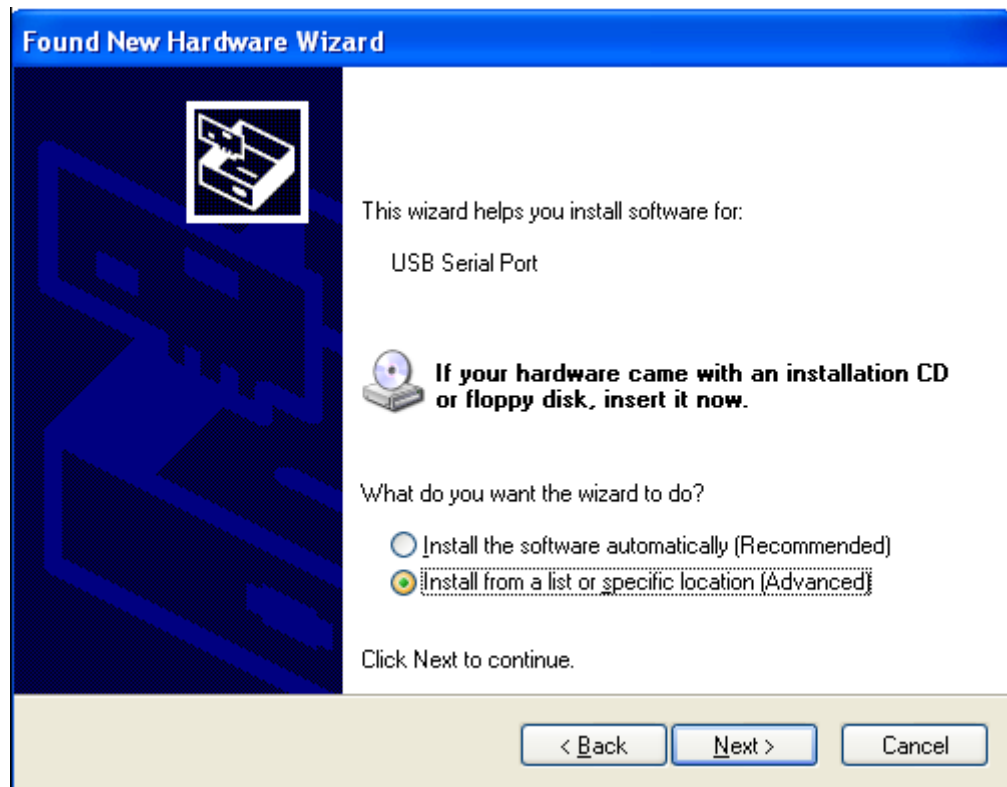 Found New Hardware Wizard
This wizard helps you install software for:
USB Serial Port
If your hardware came with an installation CD
or floppy disk, insert it now.
What do you want the wizard to do?
Install the software automatically (Recommended)
Install from a list or specific location (Advanced)
Click Next to continue.
< Back Next > Cancel